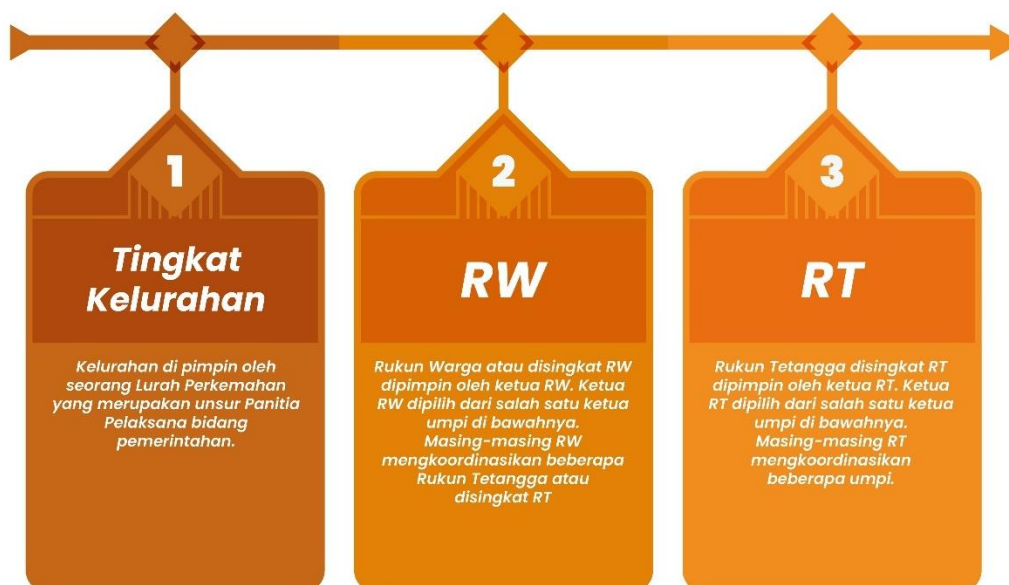 1
Tingkat
Kelurahan
Kelurahan di pimpin oleh
seorang Lurah Perkemahan
yang merupakan unsur Panitia
Pelaksana bidang
pemerintahan.
2
RW
Rukun Warga atau disingkat RW
dipimpin oleh ketua RW. Ketua
RW dipilih dari salah satu ketua
umpi di bawahnya.
Masing-masing RW
mengkoordinasikan beberapa
Rukun Tetangga atau
disingkat RT
3
RT
Rukun Tetangga disingkat RT
dipimpin oleh ketua RT. Ketua
RT dipilih dari salah satu ketua
umpi di bawahnya.
Masing-masing RT
mengkoordinasikan
beberapa umpi.